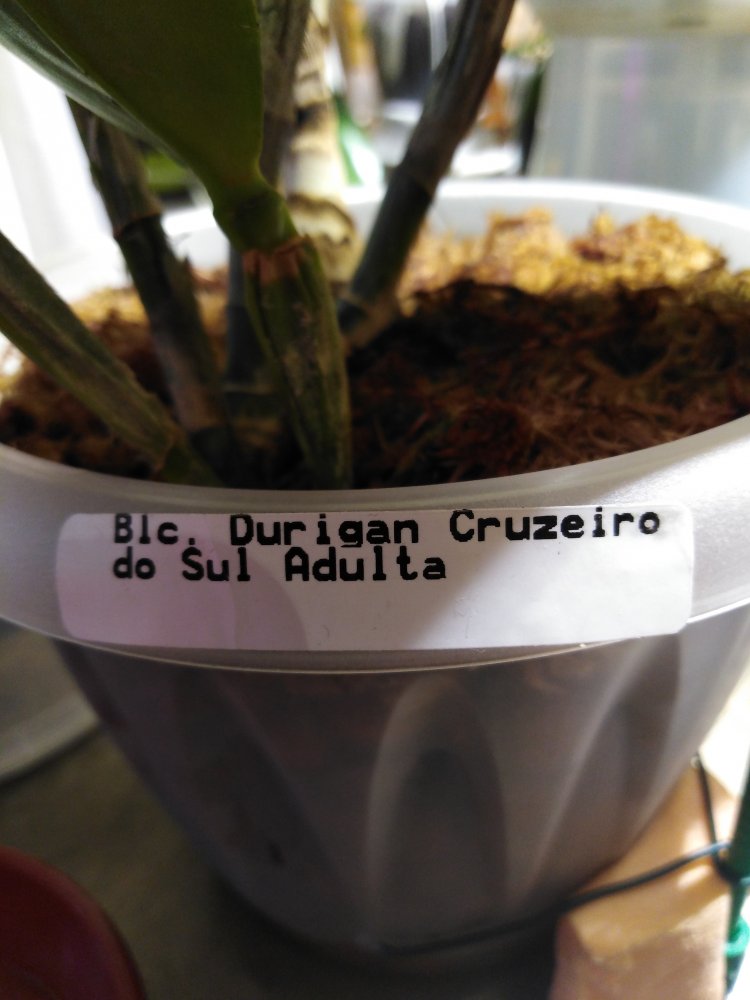 Blc. Durigan Cruzeiro
do Sul Adulta